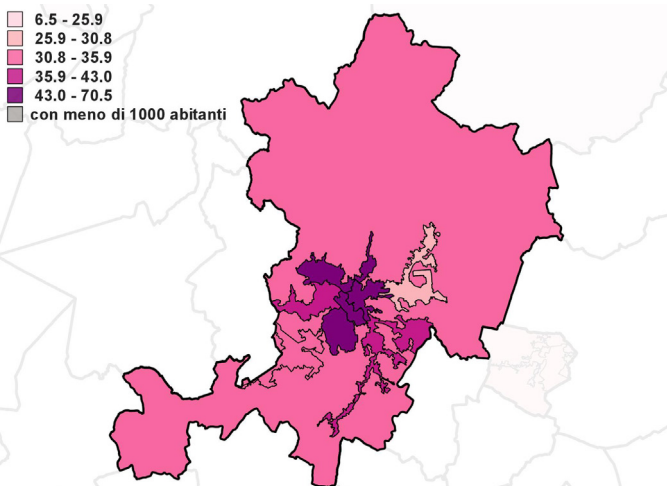 6.5 - 25.9
25.9 - 30.8
30.8 - 35.9
35.9 - 43.0
43.0 - 70.5
con meno di 1000 abitanti